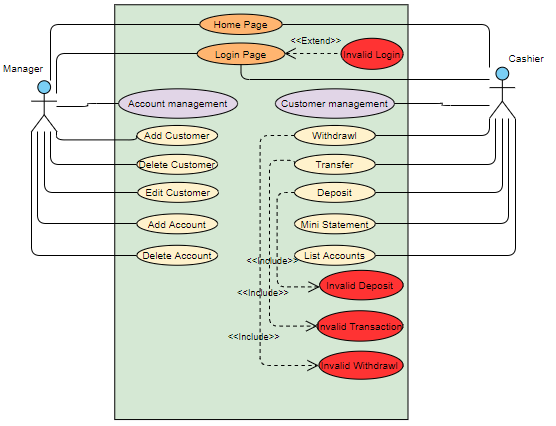 Home Page
<<Extend>>
Login Page
Invalid Login
Manager
Cashier
Account management
Customer management
Add Customer
Withdrawl
Delete Customer
Transfer
Edit Customer
Deposit
Add Account
Mini Statement
Delete Account
List Accounts
<<Include>>
Invalid Deposit
<<Include>>
Invalid Transaction
<<Include>>
Invalid Withdrawl